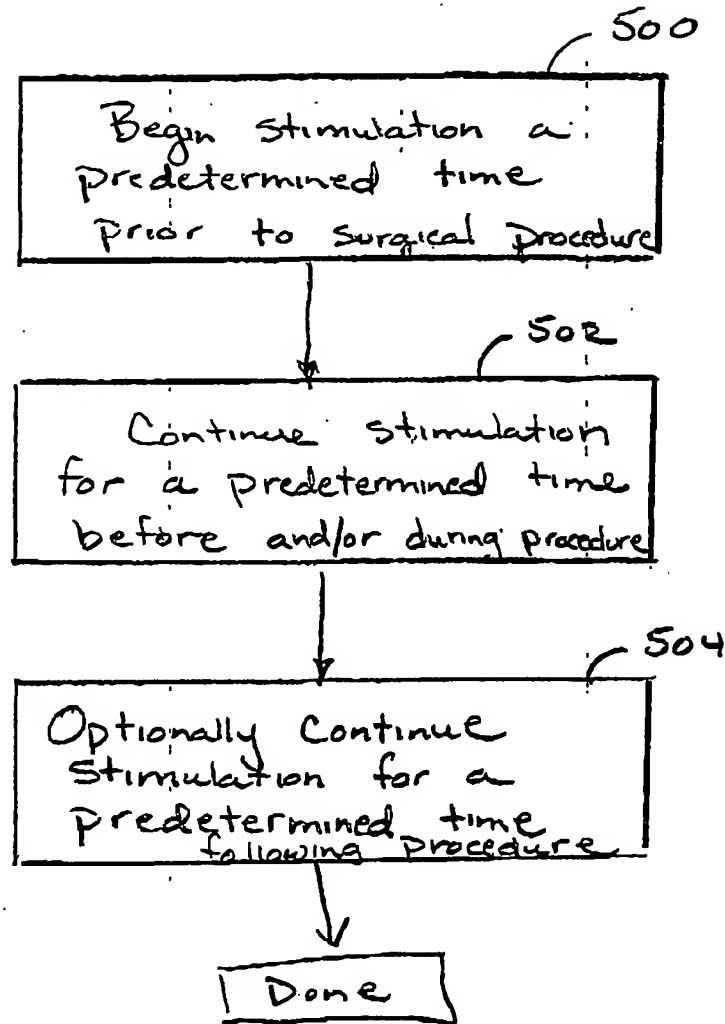 500
Begin stimulation a
predetermined time
prior to surgical procedure
502
Continue stimulation
for a predetermined time
before and/or during procedure
504
Optionally continue
stimulation for a
predetermined time
following procedure
Done